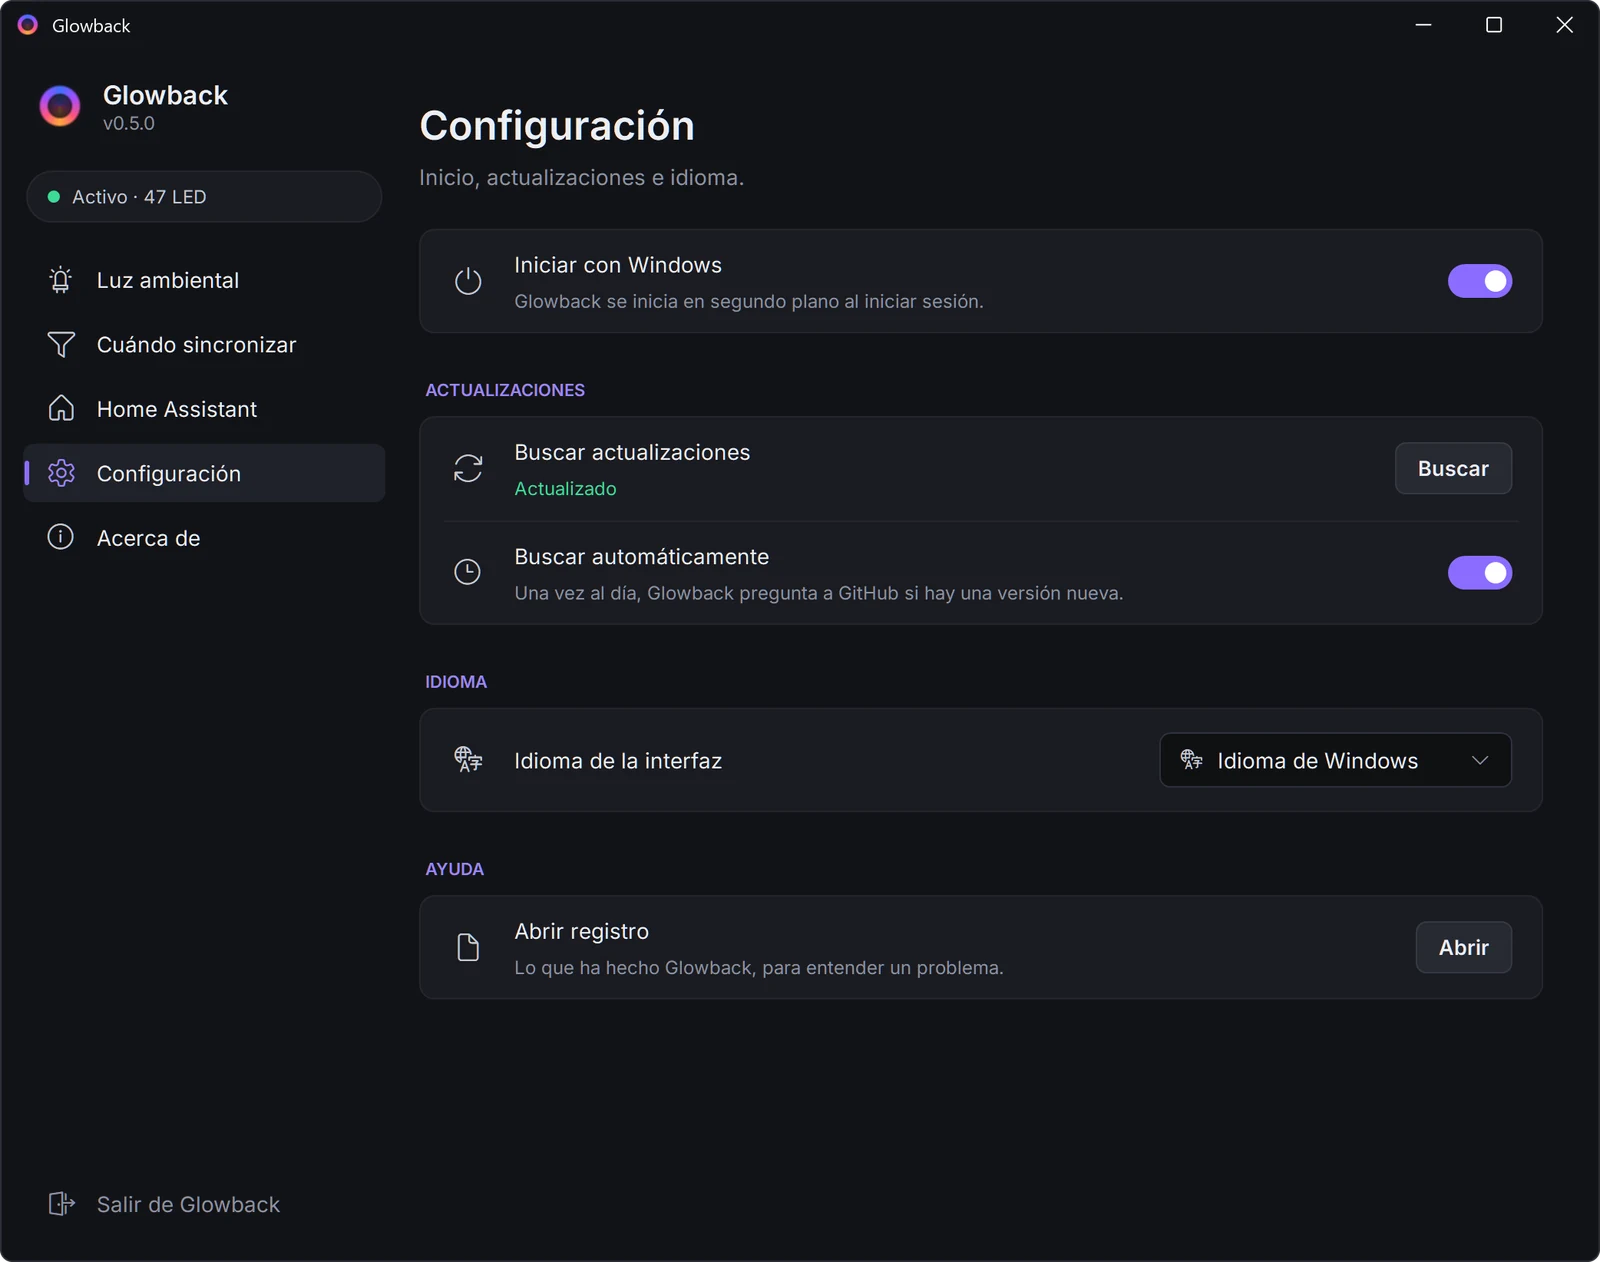 Glowback
Glowback
v0.5.0
Activo · 47 LED
Luz ambiental
Cuándo sincronizar
Home Assistant
Configuración
Acerca de
Salir de Glowback
Configuración
Inicio, actualizaciones e idioma.
Iniciar con Windows
Glowback se inicia en segundo plano al iniciar sesión.
ACTUALIZACIONES
Buscar actualizaciones
Actualizado
Buscar
Buscar automáticamente
Una vez al día, Glowback pregunta a GitHub si hay una versión nueva.
IDIOMA
Idioma de la interfaz
Idioma de Windows
AYUDA
Abrir registro
Lo que ha hecho Glowback, para entender un problema.
Abrir